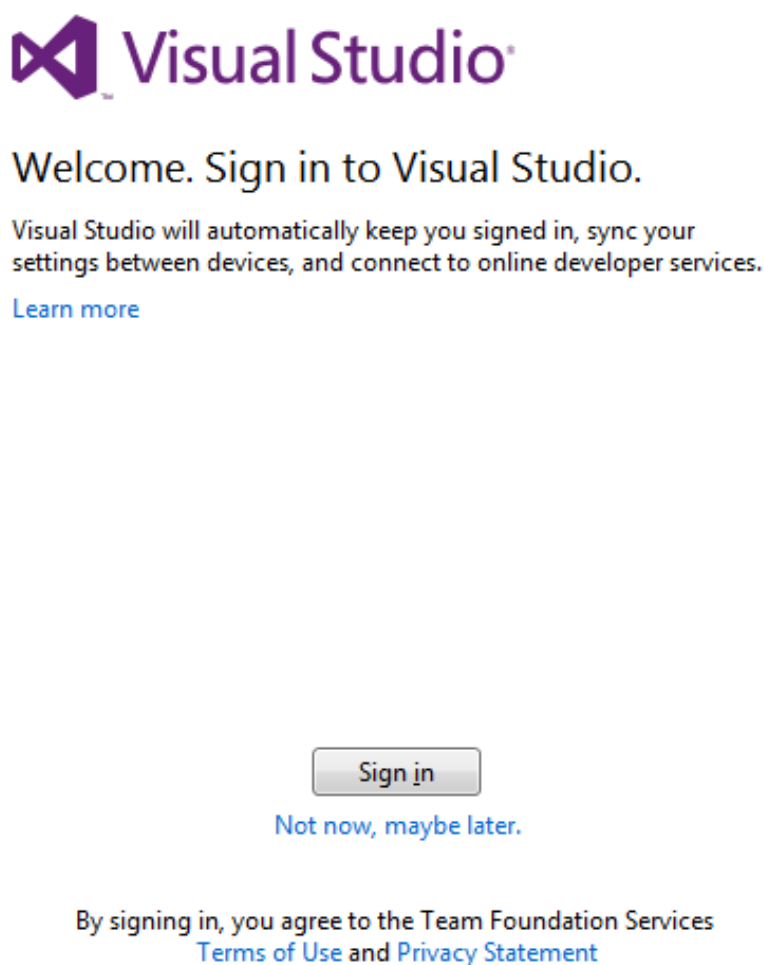 Visual Studio
Welcome. Sign in to Visual Studio.
Visual Studio will automatically keep you signed in, sync your
settings between devices, and connect to online developer services.
Learn more
Sign in
Not now, maybe later.
By signing in, you agree to the Team Foundation Services
Terms of Use and Privacy Statement